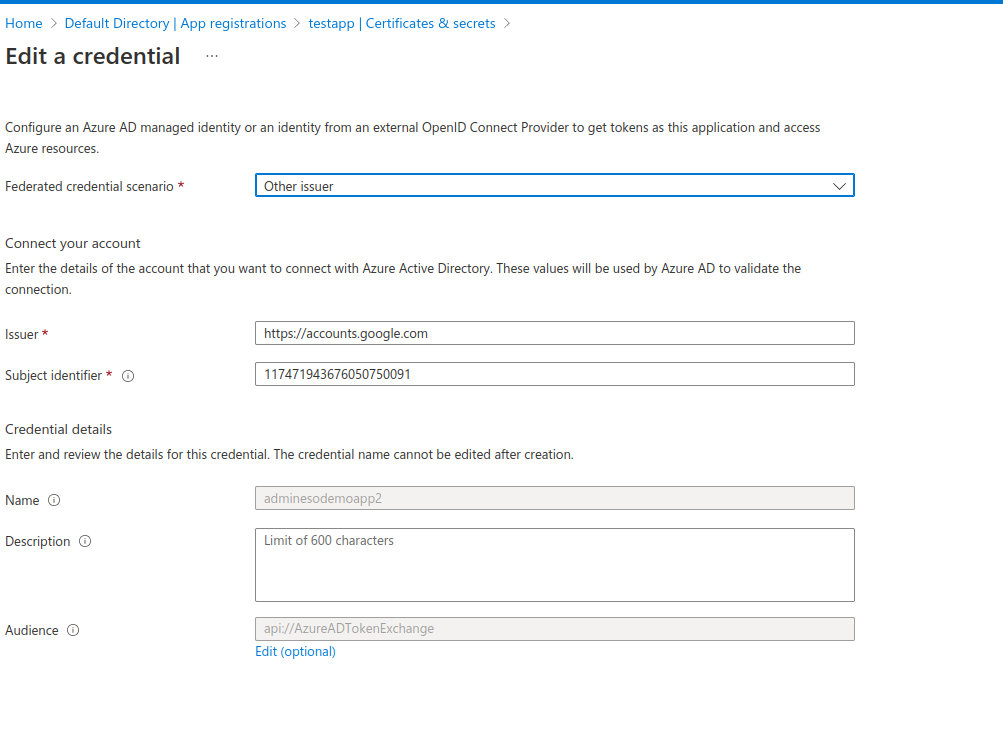 Home > Default Directory | App registrations > testapp | Certificates & secrets >
Edit a credential ...
Configure an Azure AD managed identity or an identity from an external OpenID Connect Provider to get tokens as this application and access
Azure resources.
Federated credential scenario * Other issuer
Connect your account
Enter the details of the account that you want to connect with Azure Active Directory. These values will be used by Azure AD to validate the
connection.
Issuer * https://accounts.google.com
Subject identifier * 117471943676050750091
Credential details
Enter and review the details for this credential. The credential name cannot be edited after creation.
Name adminesodemoapp2
Description Limit of 600 characters
Audience api://AzureADTokenExchange
Edit (optional)